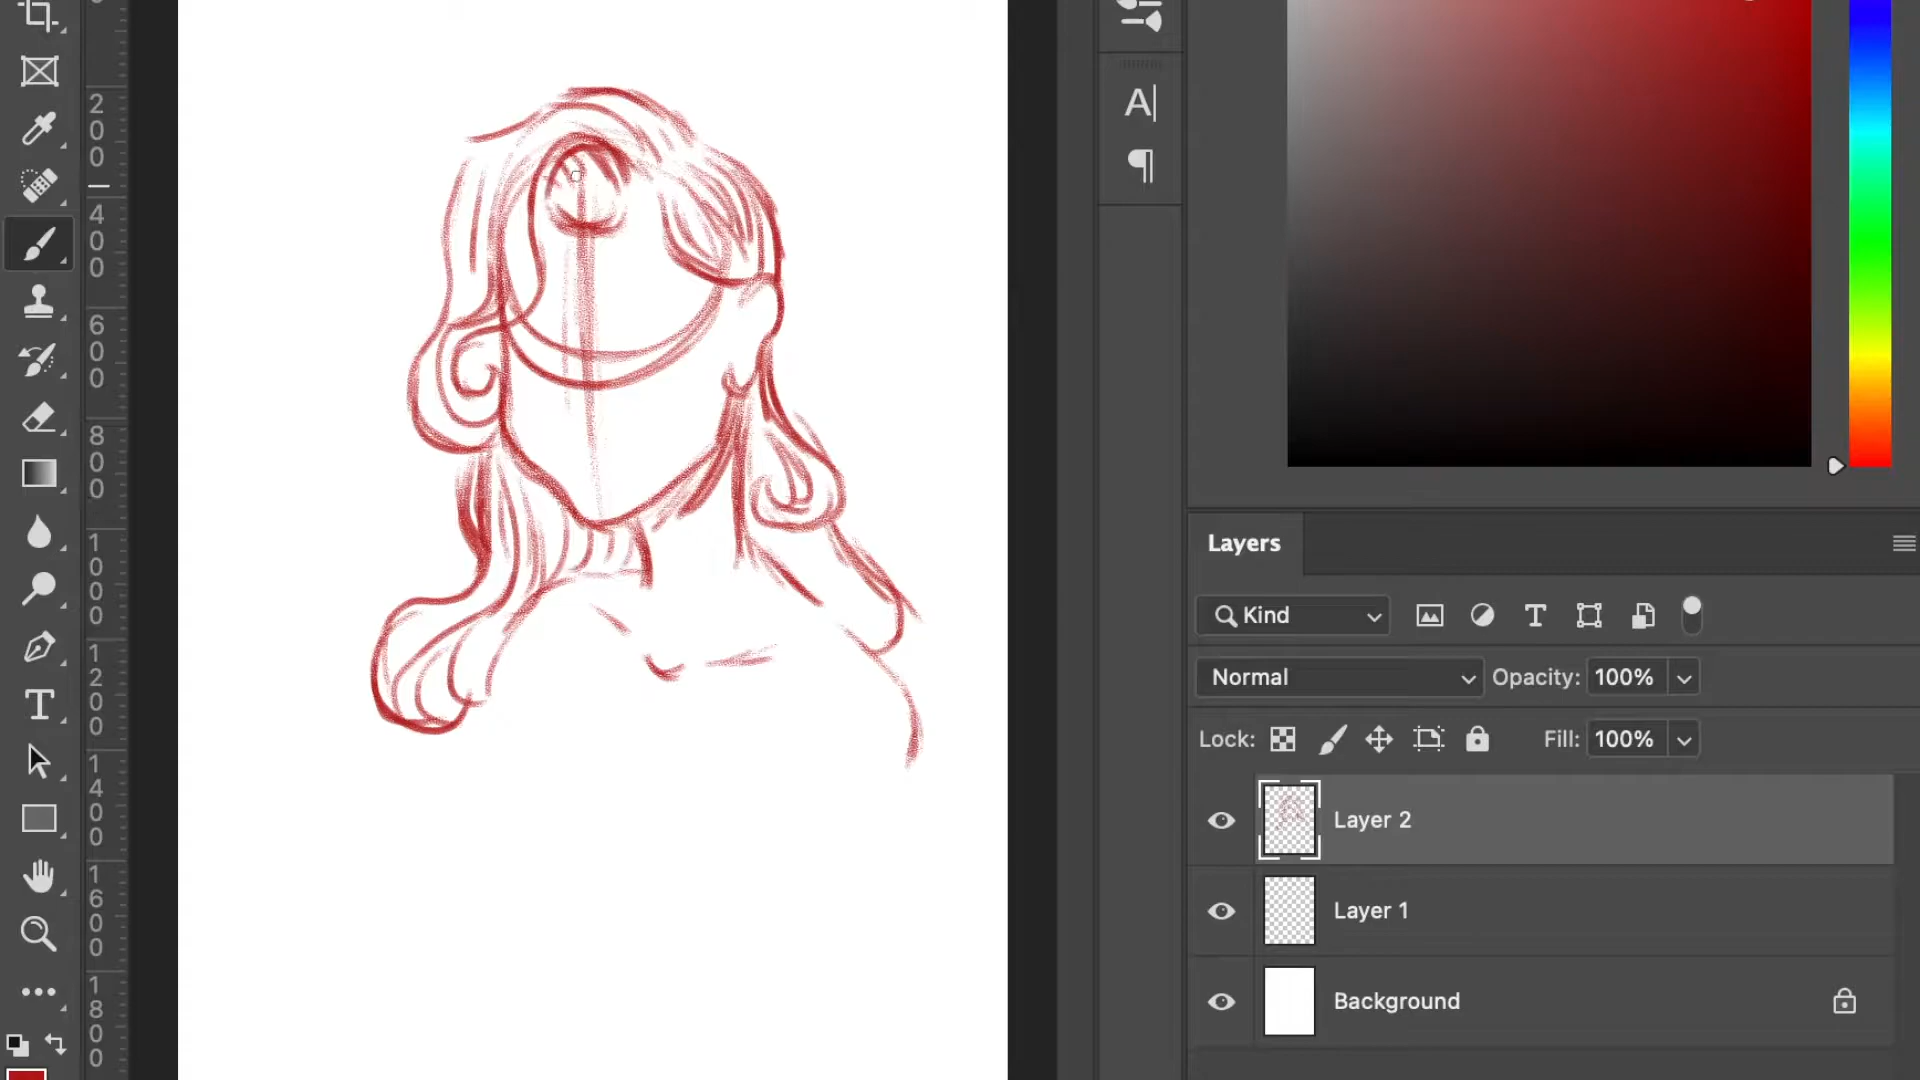 200
400
600
800
1000
1200
1400
1600
1800
Layers
Kind
Normal Opacity: 100%
Lock: Fill: 100%
Layer 2
Layer 1
Background